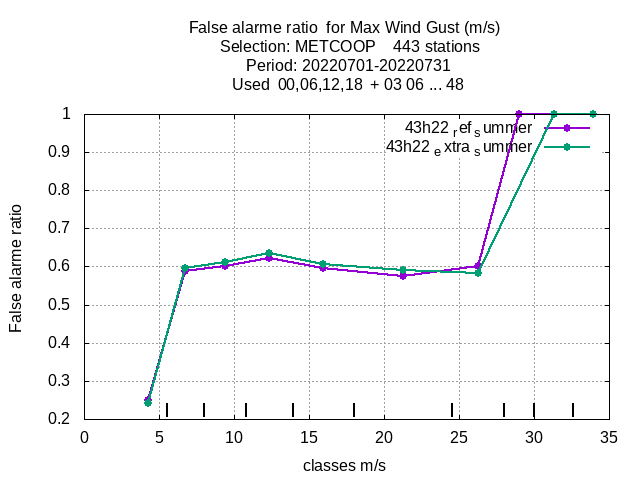 False alarme ratio  for Max Wind Gust (m/s)
Selection: METCOOP    443 stations
Period: 20220701-20220731
Used  00,06,12,18  + 03 06 ... 48
43h22 ref summer
43h22 extra summer
False alarme ratio
1
0.9
0.8
0.7
0.6
0.5
0.4
0.3
0.2
0 5 10 15 20 25 30 35
classes m/s